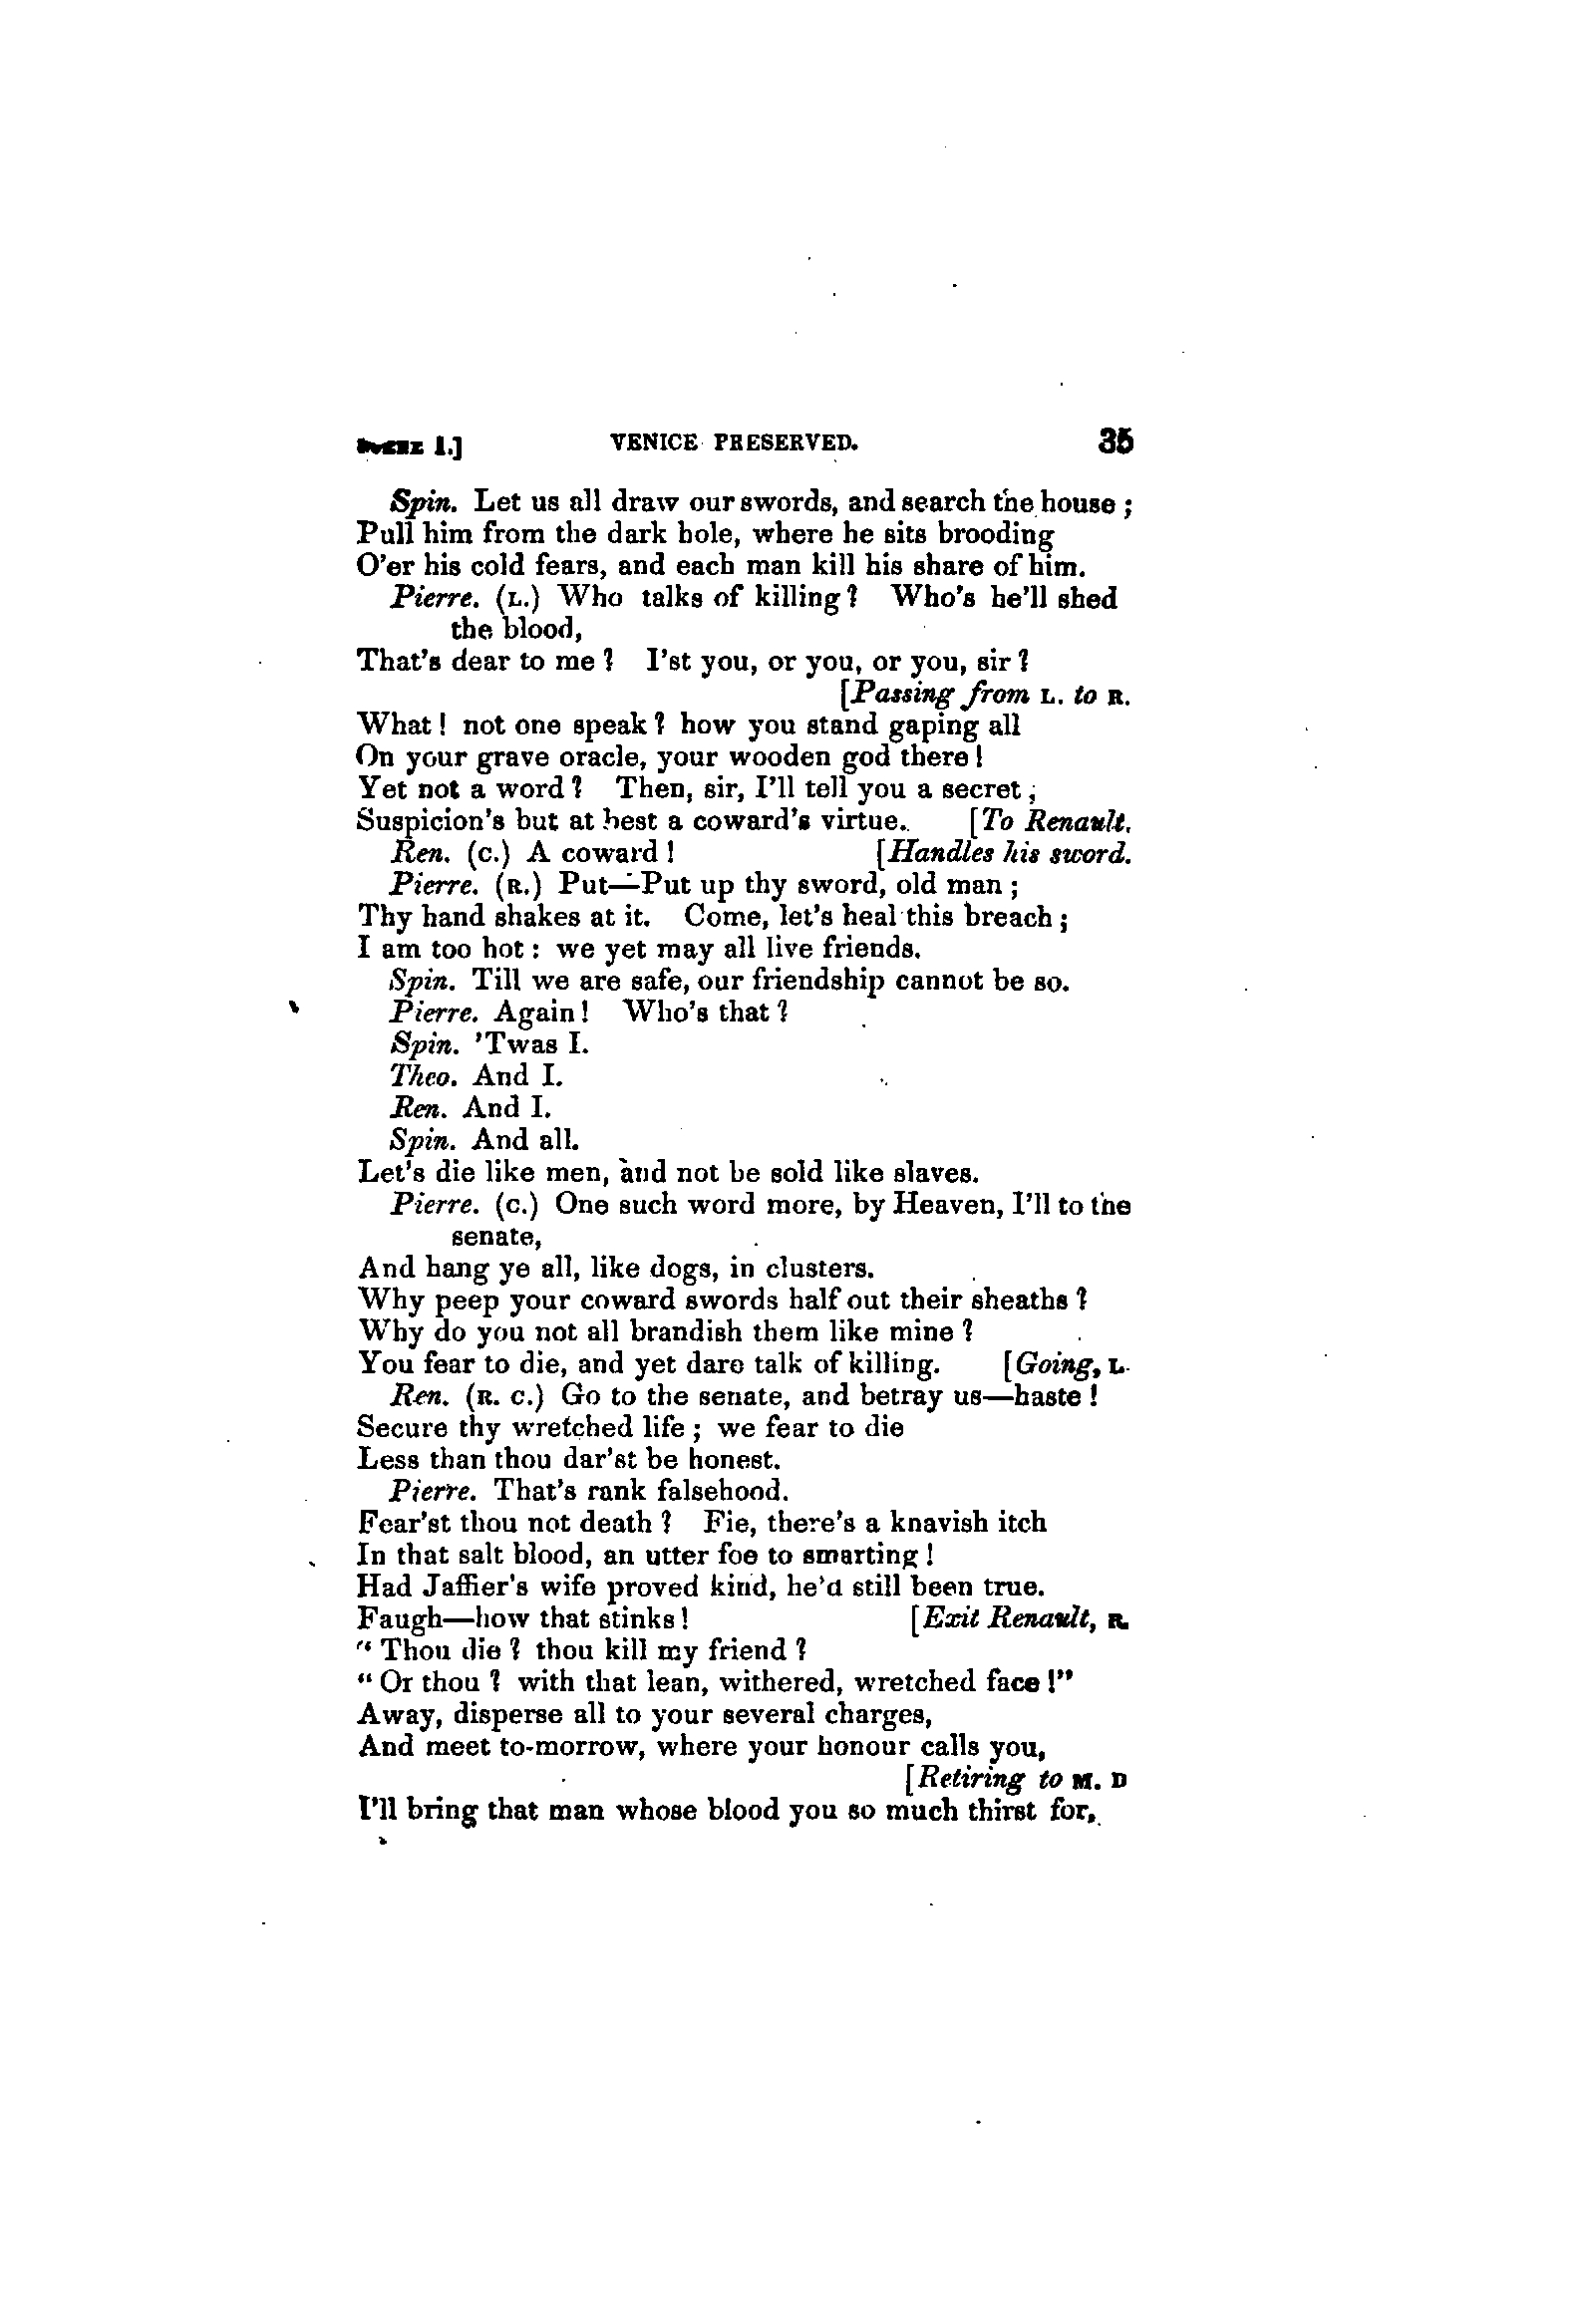 SCENE I.] VENICE PRESERVED. 35
Spin. Let us all draw our swords, and search the house ;
Pull him from the dark hole, where he sits brooding
O'er his cold fears, and each man kill his share of him.
Pierre. (L.) Who talks of killing? Who's he'll shed
the blood,
That's dear to me? I'st you, or you, or you, sir?
[Passing from L. to R.
What! not one speak? how you stand gaping all
On your grave oracle, your wooden god there!
Yet not a word? Then, sir, I'll tell you a secret;
Suspicion's but at best a coward's virtue. [To Renault.
Ren. (C.) A coward! [Handles his sword.
Pierre. (R.) Put—Put up thy sword, old man ;
Thy hand shakes at it. Come, let's heal this breach ;
I am too hot : we yet may all live friends.
Spin. Till we are safe, our friendship cannot be so.
Pierre. Again! Who's that?
Spin. 'Twas I.
Theo. And I.
Ren. And I.
Spin. And all.
Let's die like men, and not be sold like slaves.
Pierre. (C.) One such word more, by Heaven, I'll to the
senate,
And hang ye all, like dogs, in clusters.
Why peep your coward swords half out their sheaths?
Why do you not all brandish them like mine?
You fear to die, and yet dare talk of killing. [Going, L.
Ren. (R. C.) Go to the senate, and betray us—haste!
Secure thy wretched life ; we fear to die
Less than thou dar'st be honest.
Pierre. That's rank falsehood.
Fear'st thou not death? Fie, there's a knavish itch
In that salt blood, an utter foe to smarting!
Had Jaffier's wife proved kind, he'd still been true.
Faugh—how that stinks! [Exit Renault, R.
" Thou die? thou kill my friend?
" Or thou? with that lean, withered, wretched face!"
Away, disperse all to your several charges,
And meet to-morrow, where your honour calls you,
[Retiring to M. D
I'll bring that man whose blood you so much thirst for,